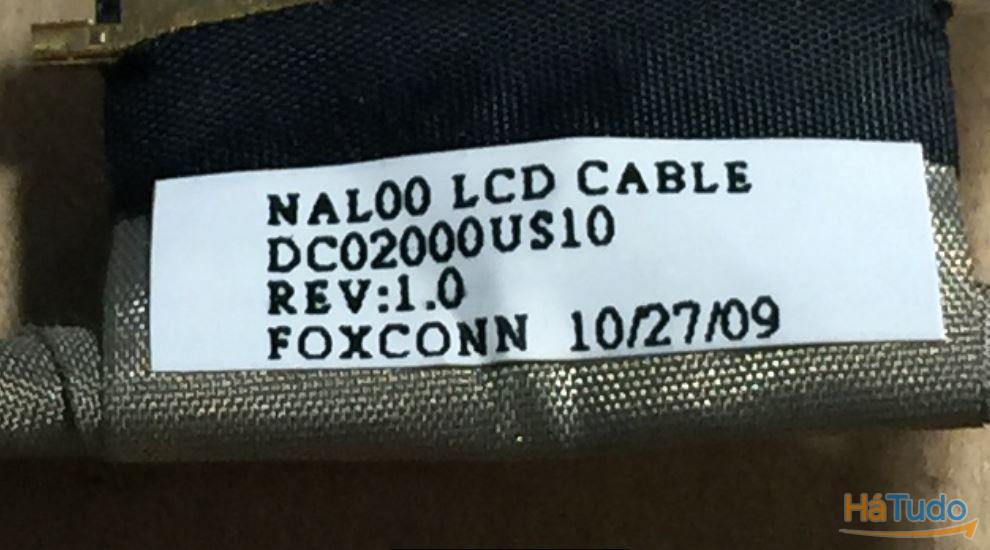 NAL00 LCD CABLE
DC02000US10
REV:1.0
FOXCONN 10/27/09
HáTudo